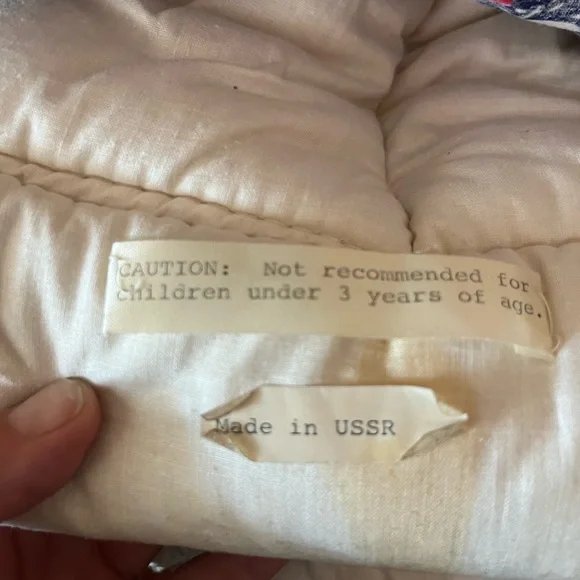 CAUTION: Not recommended for
children under 3 years of age.
Made in USSR